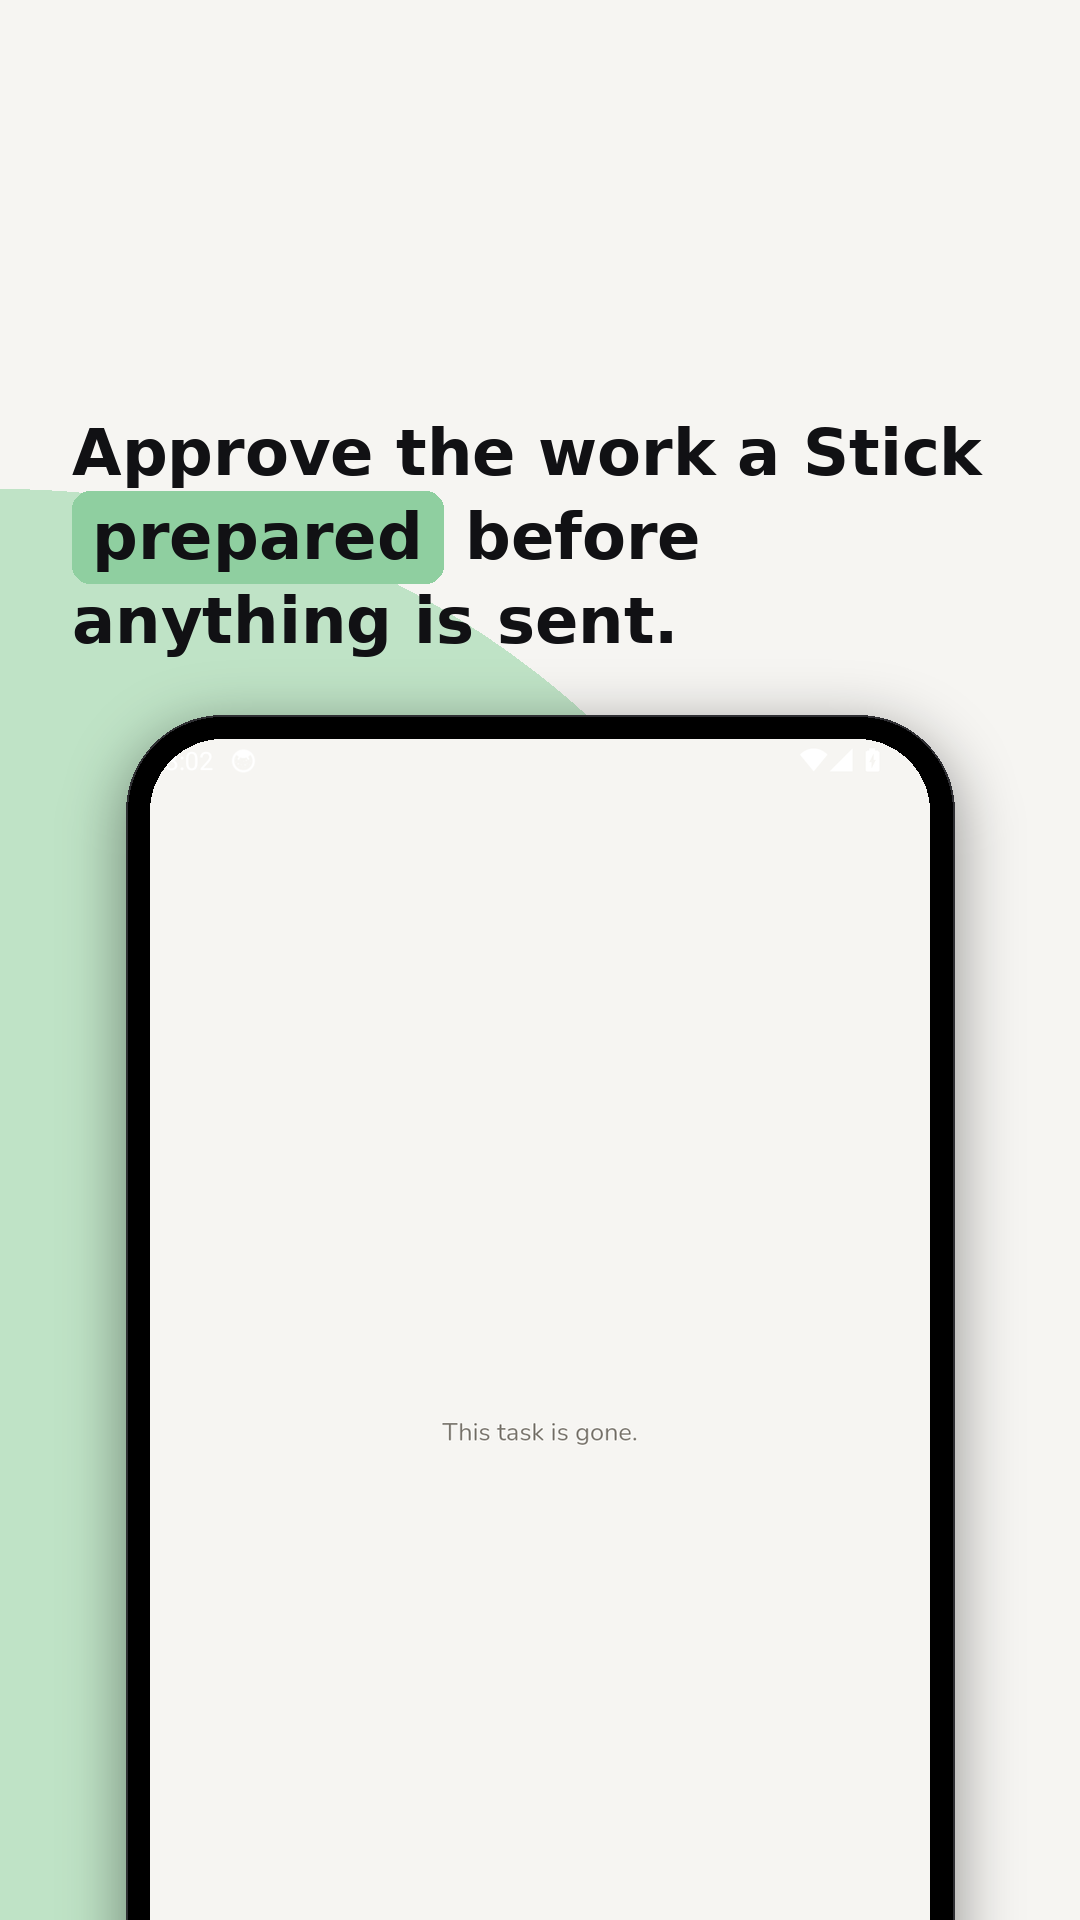 Approve the work a Stick
prepared before
anything is sent.
This task is gone.